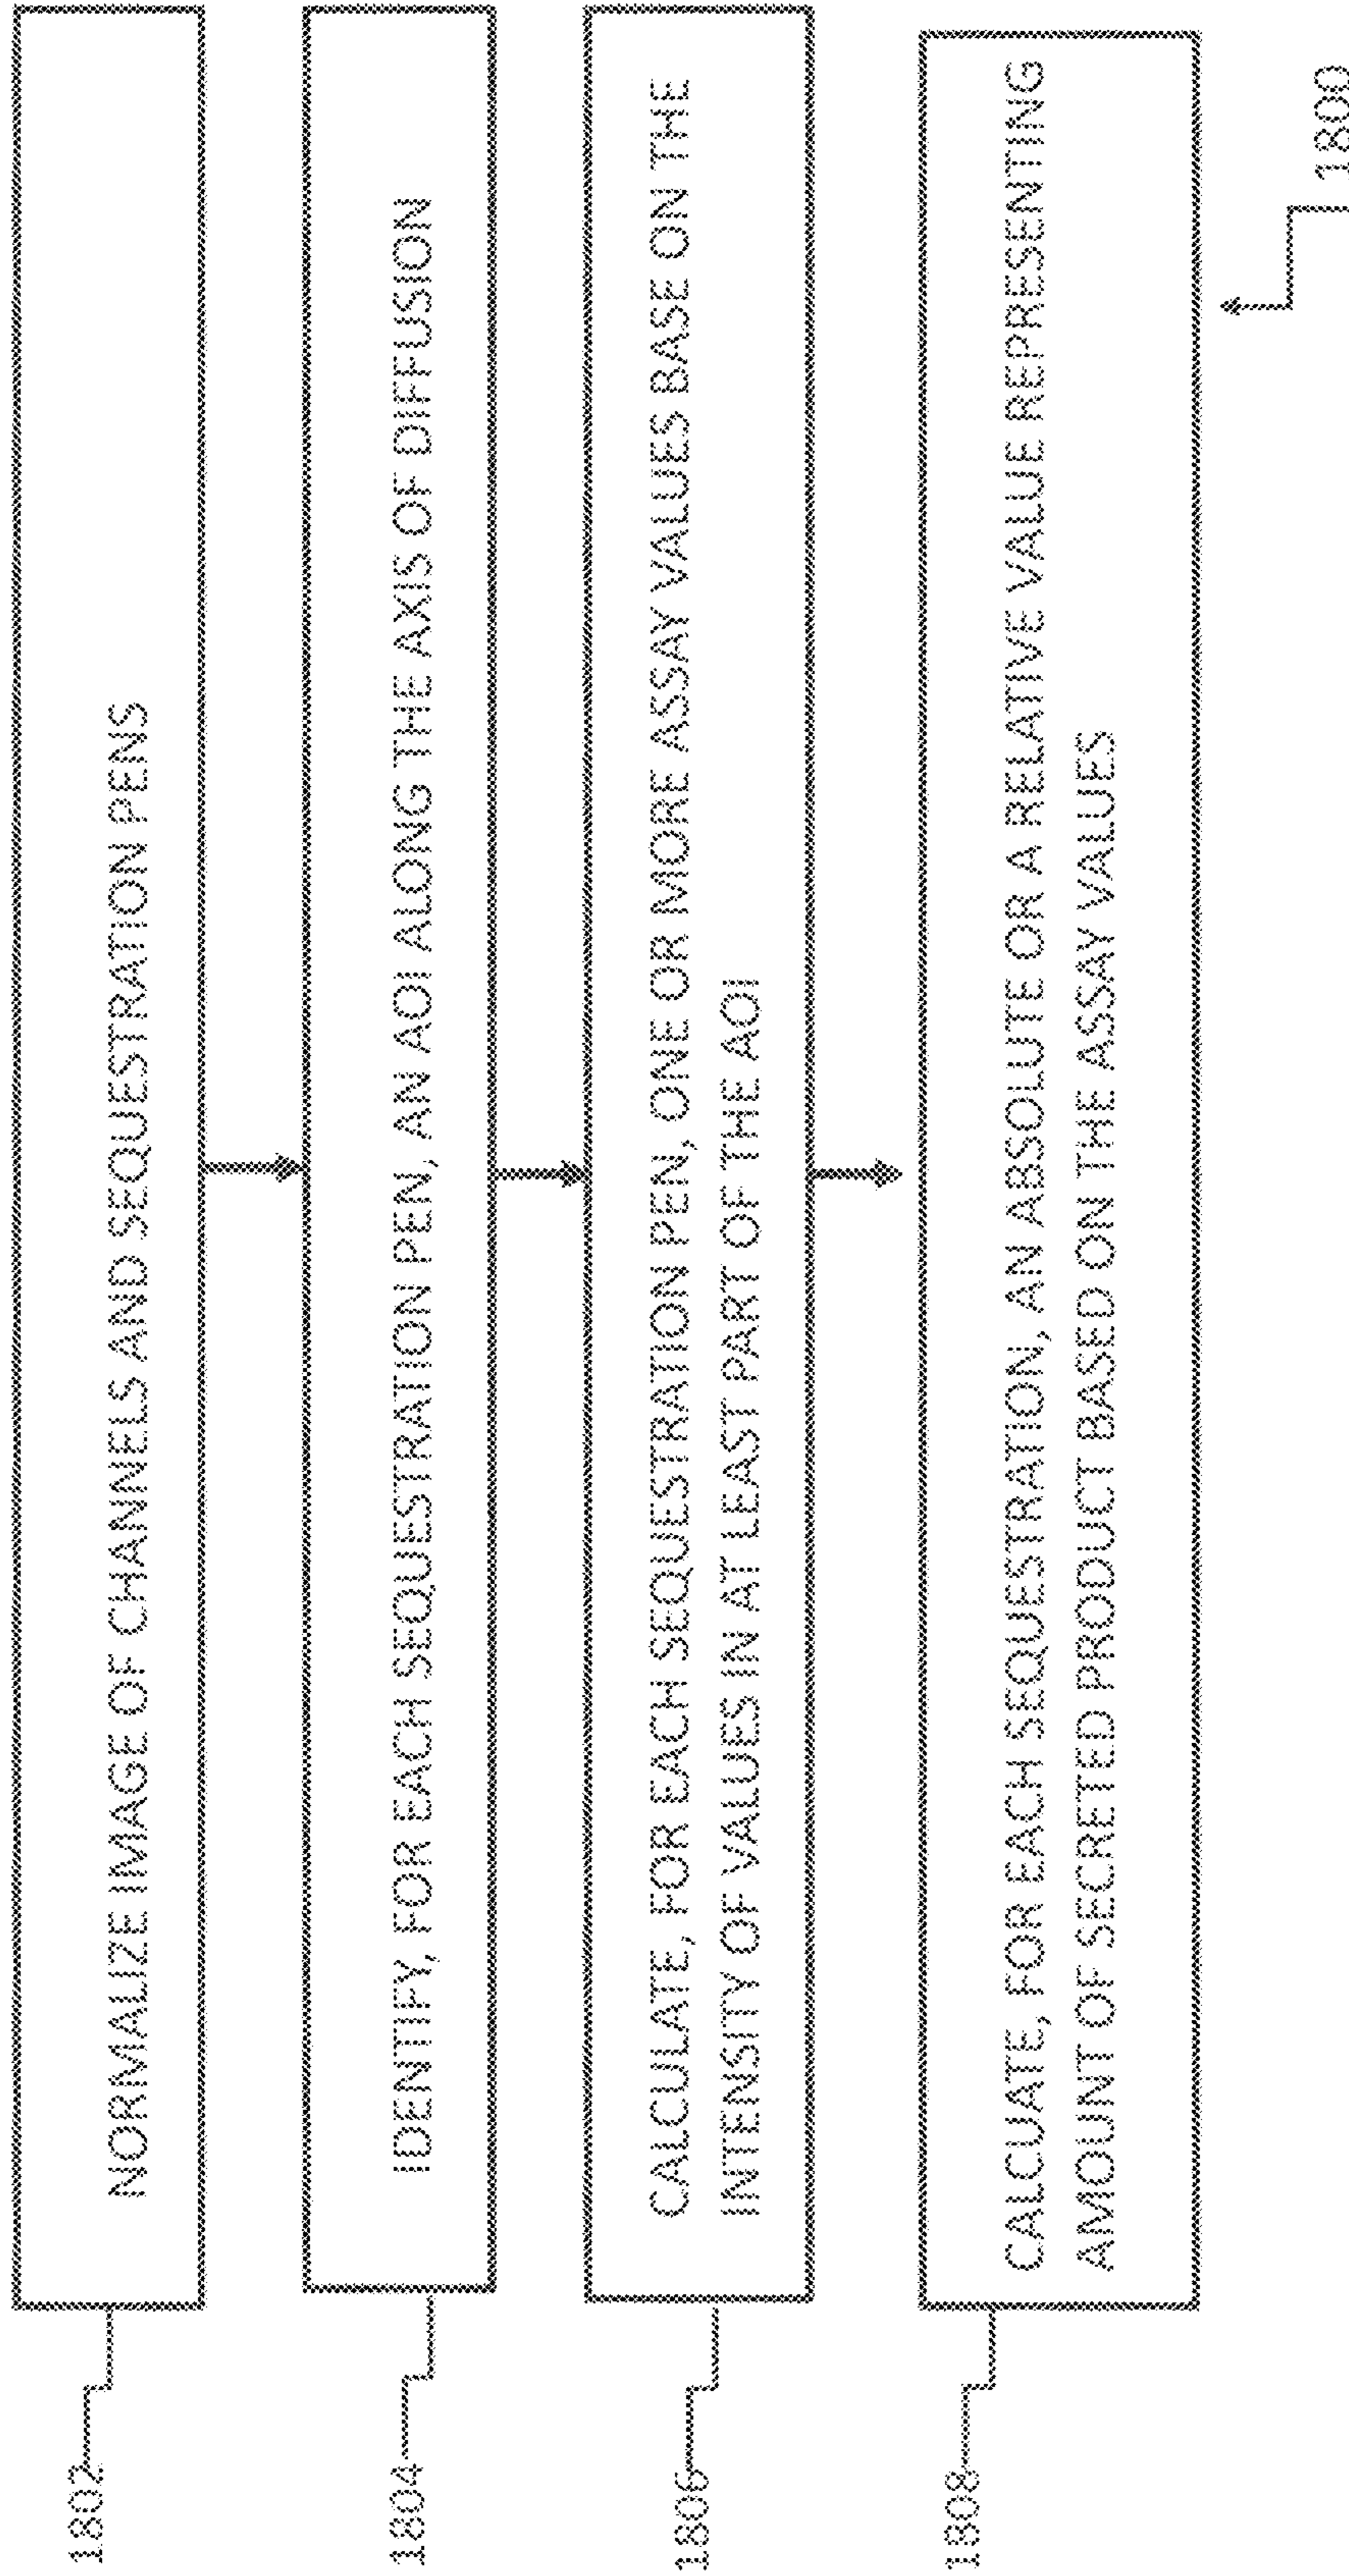 1802
NORMALIZE IMAGE OF CHANNELS AND SEQUESTRATION PENS
1804
IDENTIFY, FOR EACH SEQUESTRATION PEN, AN AOI ALONG THE AXIS OF DIFFUSION
1806
CALCULATE, FOR EACH SEQUESTRATION PEN, ONE OR MORE ASSAY VALUES BASE ON THE
INTENSITY OF VALUES IN AT LEAST PART OF THE AOI
1808
CALCUATE, FOR EACH SEQUESTRATION, AN ABSOLUTE OR A RELATIVE VALUE REPRESENTING
AMOUNT OF SECRETED PRODUCT BASED ON THE ASSAY VALUES
1800